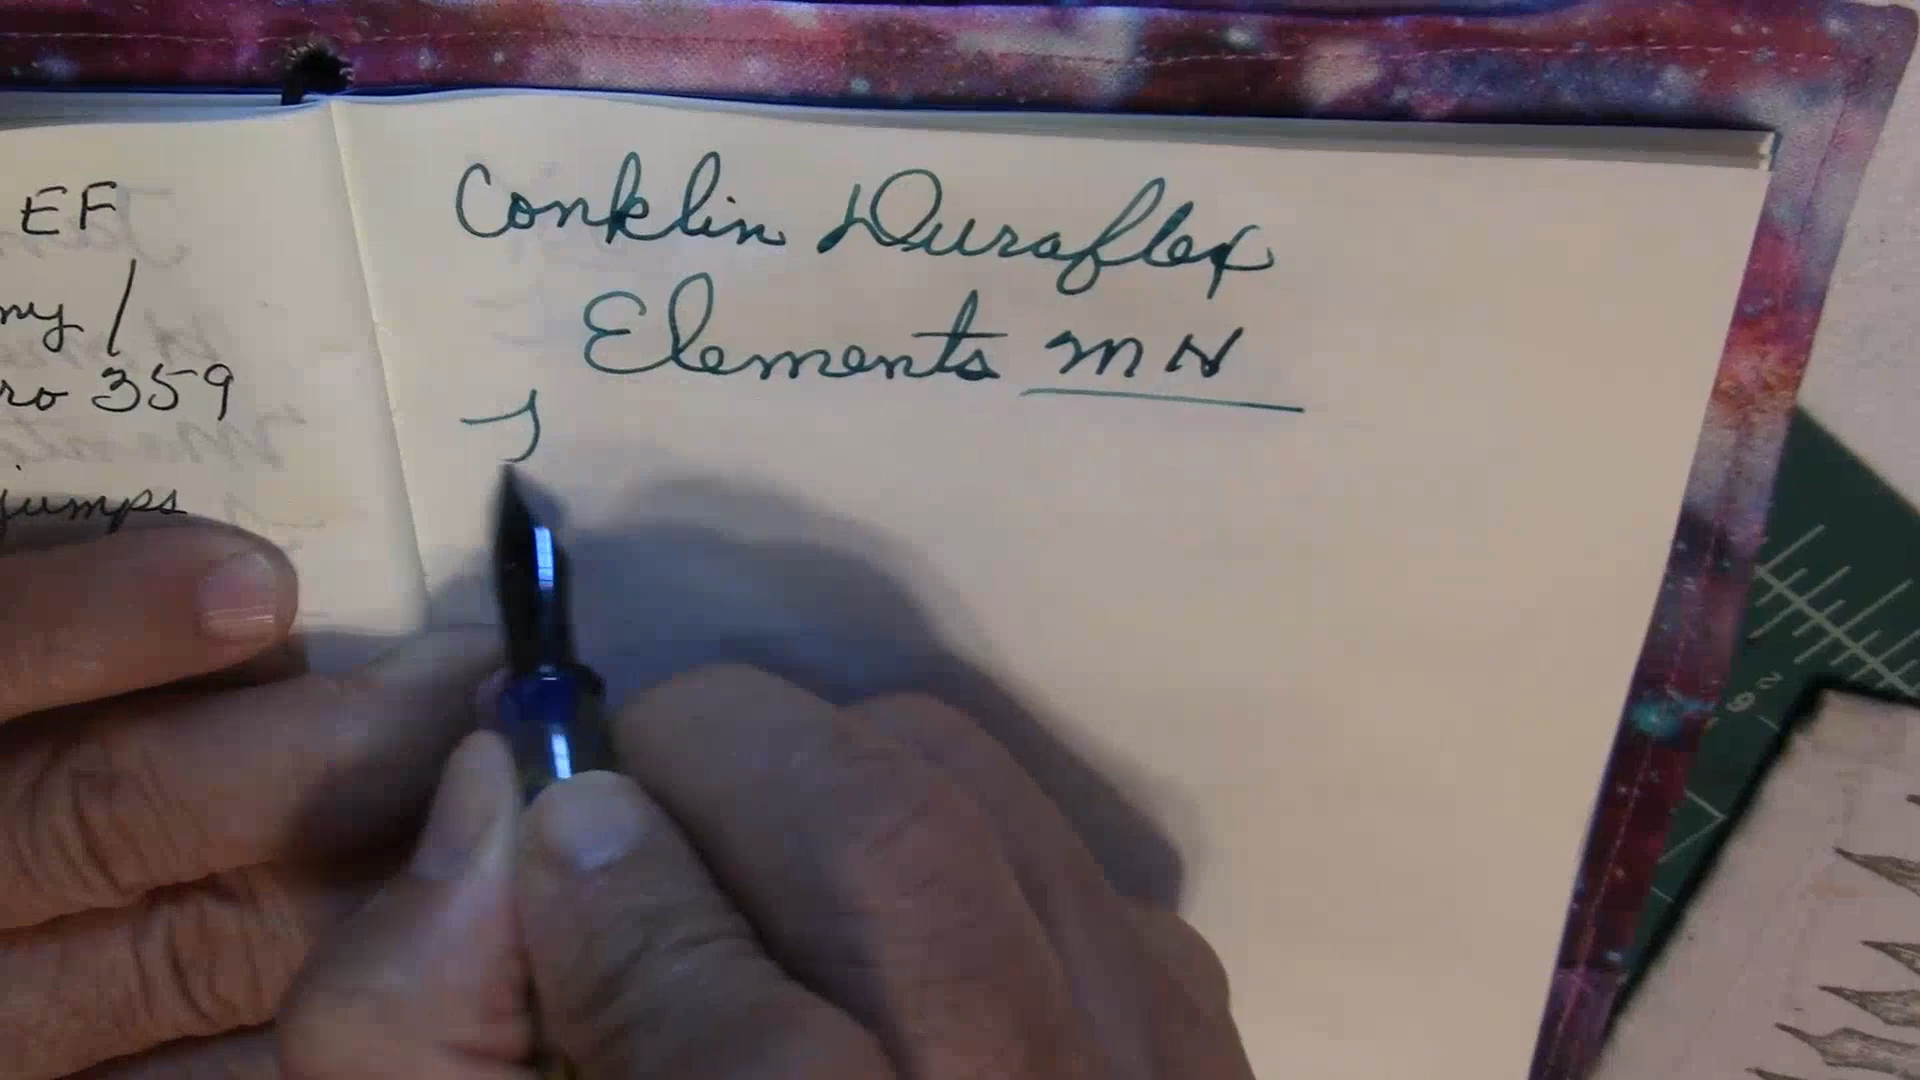 EF
my /
ro 359
jumps
Conklin Duraflex
Elements MN